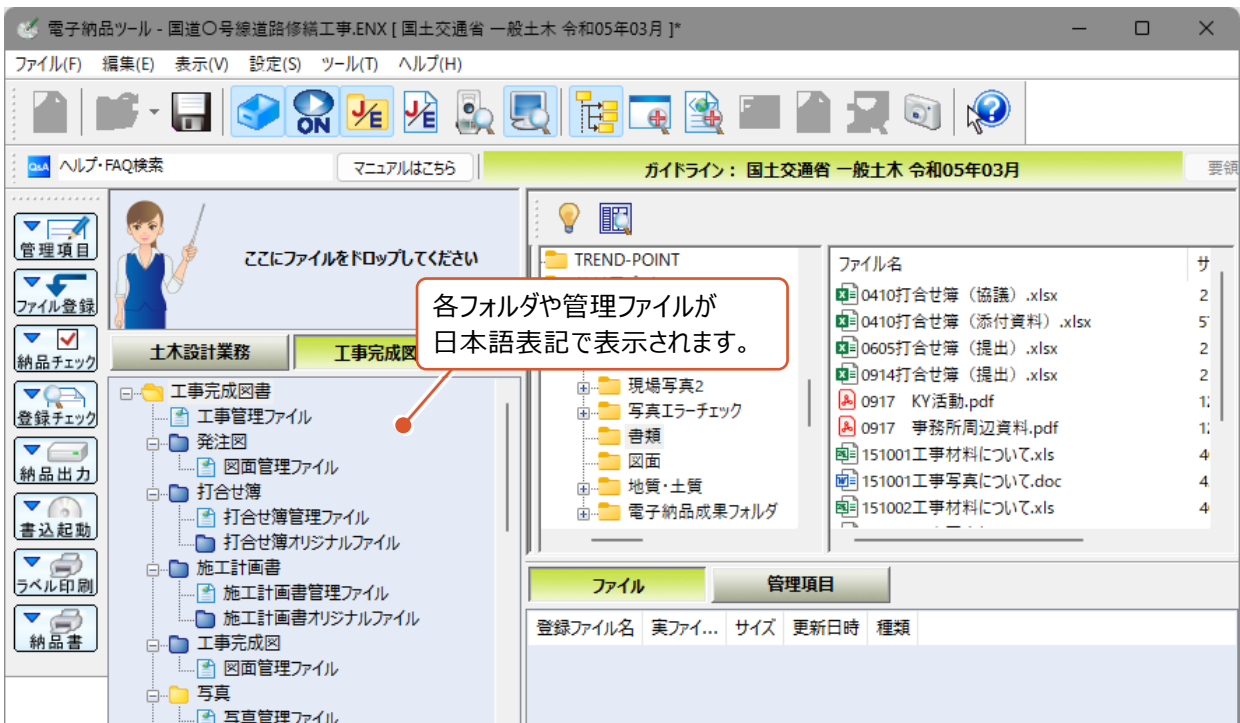 電子納品ツール - 国道〇号線道路修繕工事.ENX [ 国土交通省 一般土木 令和05年03月 ]*
ファイル(F) 編集(E) 表示(V) 設定(S) ツール(T) ヘルプ(H)
ON
J/E
J/E
Q&A ヘルプ・FAQ検索
マニュアルはこちら
ガイドライン： 国土交通省 一般土木 令和05年03月
要領
管理項目
ファイル登録
納品チェック
登録チェック
納品出力
書込起動
ラベル印刷
納品書
ここにファイルをドロップしてください
土木設計業務
工事完成図
各フォルダや管理ファイルが
日本語表記で表示されます。
工事完成図書
工事管理ファイル
発注図
図面管理ファイル
打合せ簿
打合せ簿管理ファイル
打合せ簿オリジナルファイル
施工計画書
施工計画書管理ファイル
施工計画書オリジナルファイル
工事完成図
図面管理ファイル
写真
写真管理ファイル
TREND-POINT
現場写真2
写真エラーチェック
書類
図面
地質・土質
電子納品成果フォルダ
ファイル名 サ
0410打合せ簿（協議）.xlsx 2
0410打合せ簿（添付資料）.xlsx 5
0605打合せ簿（提出）.xlsx 2
0914打合せ簿（提出）.xlsx 2
0917　KY活動.pdf 12
0917　事務所周辺資料.pdf 12
151001工事材料について.xls 4
151001工事写真について.doc 4
151002工事材料について.xls 4
ファイル
管理項目
登録ファイル名 実ファイ... サイズ 更新日時 種類